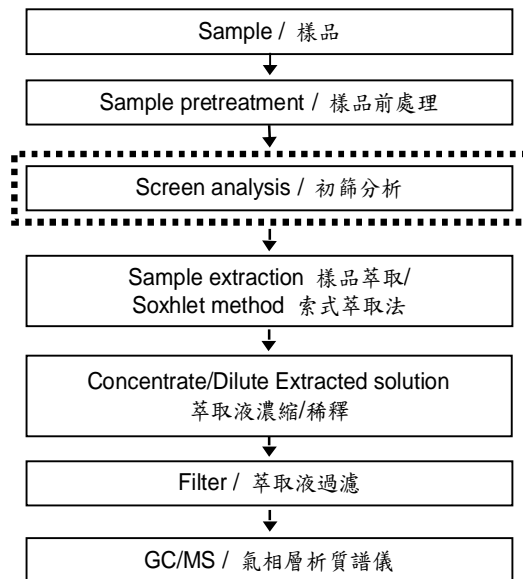 Sample / 樣品
Sample pretreatment / 樣品前處理
Screen analysis / 初篩分析
Sample extraction 樣品萃取/
Soxhlet method 索式萃取法
Concentrate/Dilute Extracted solution
萃取液濃縮/稀釋
Filter / 萃取液過濾
GC/MS / 氣相層析質譜儀